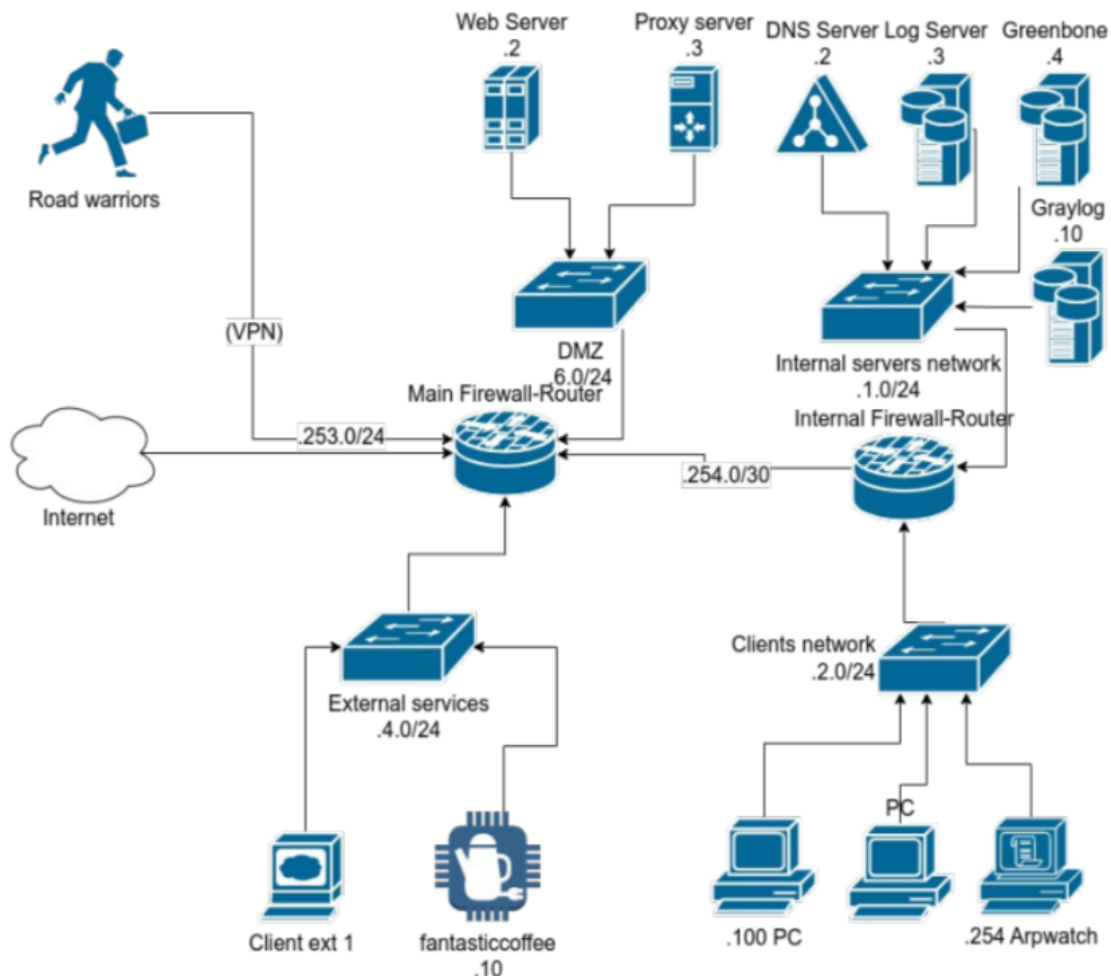 Web Server
.2
Proxy server
.3
DNS Server
.2
Log Server
.3
Greenbone
.4
Road warriors
Graylog
.10
(VPN)
DMZ
.6.0/24
Internal servers network
.1.0/24
Main Firewall-Router
Internal Firewall-Router
.253.0/24
.254.0/30
Internet
Clients network
.2.0/24
External services
.4.0/24
PC
Client ext 1
fantasticcoffee
.10
.100 PC
.254 Arpwatch